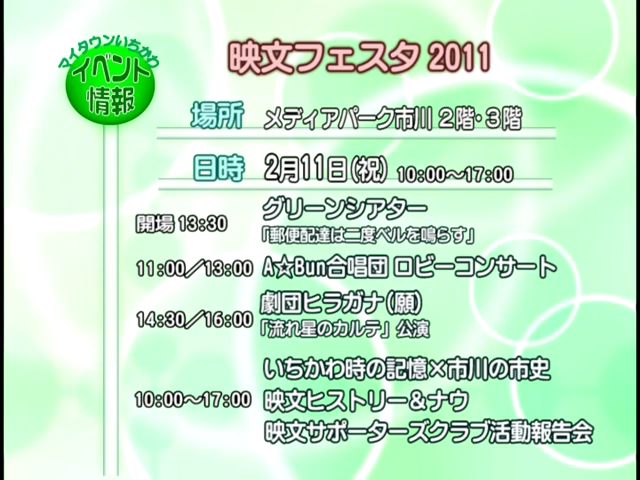 マイタウンいちかわ
イベント
情報
映文フェスタ 2011
場所 メディアパーク市川 2階・3階
日時 2月11日(祝) 10:00〜17:00
開場 13:30 グリーンシアター
「郵便配達は二度ベルを鳴らす」
11:00/13:00 A☆Bun合唱団 ロビーコンサート
14:30/16:00 劇団ヒラガナ(願)
「流れ星のカルテ」公演
いちかわ時の記憶×市川の市史
10:00〜17:00 映文ヒストリー&ナウ
映文サポーターズクラブ活動報告会